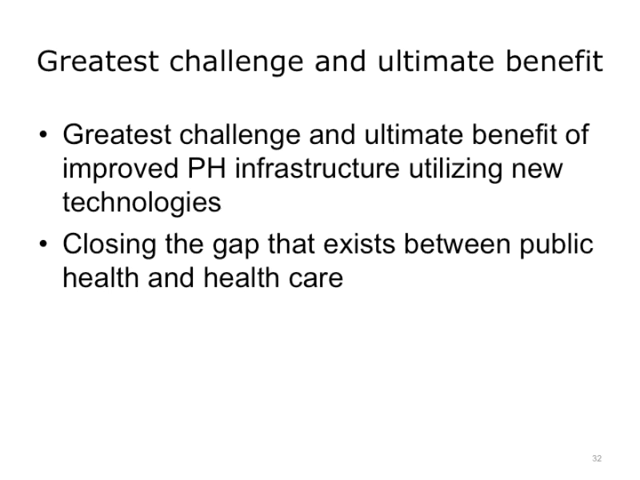 Greatest challenge and ultimate benefit
• Greatest challenge and ultimate benefit of
improved PH infrastructure utilizing new
technologies
• Closing the gap that exists between public
health and health care
32